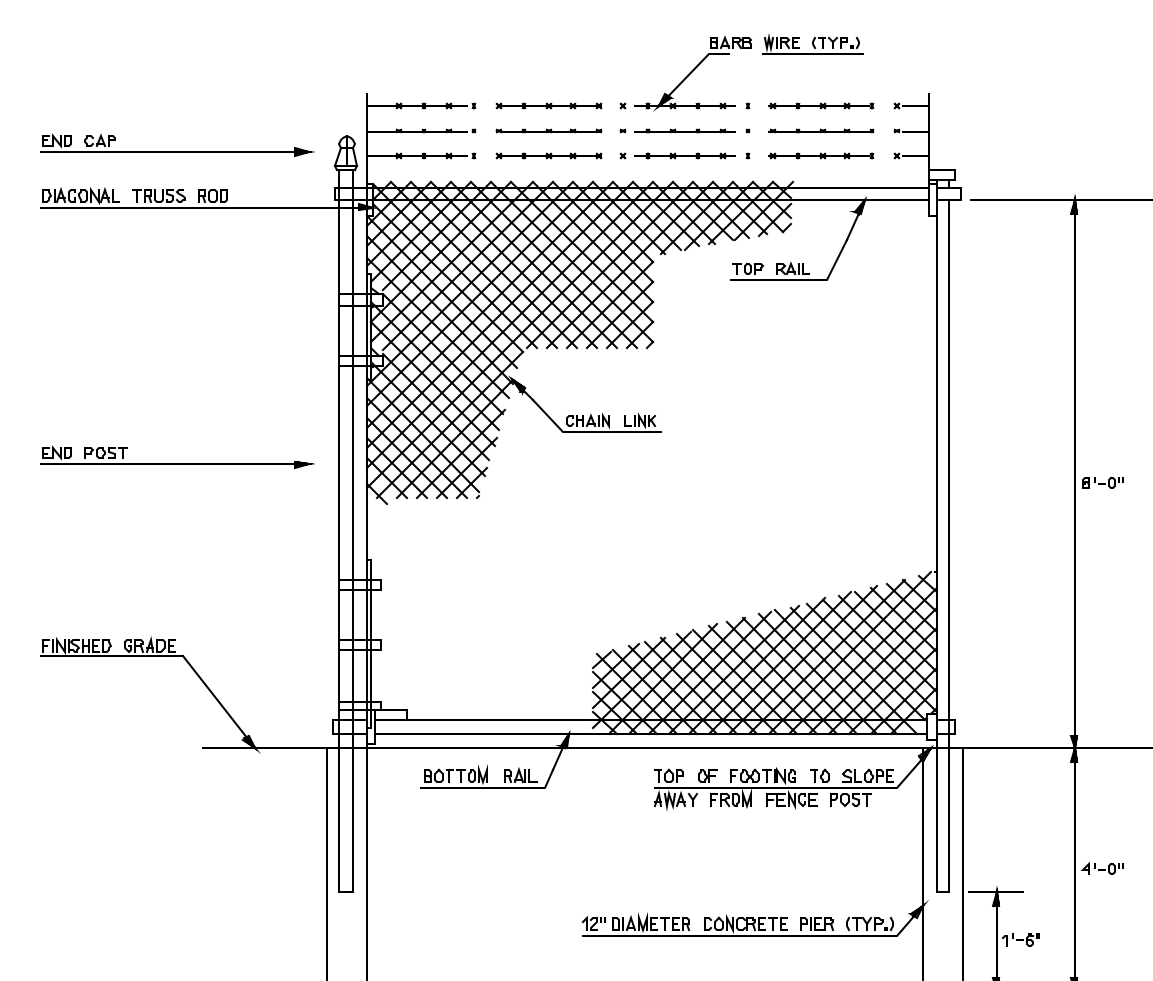 BARB WIRE (TYP.)
END CAP
DIAGONAL TRUSS ROD
TOP RAIL
CHAIN LINK
END POST
8'-0"
FINISHED GRADE
BOTTOM RAIL
TOP OF FOOTING TO SLOPE
AWAY FROM FENCE POST
4'-0"
12" DIAMETER CONCRETE PIER (TYP.)
1'-6"